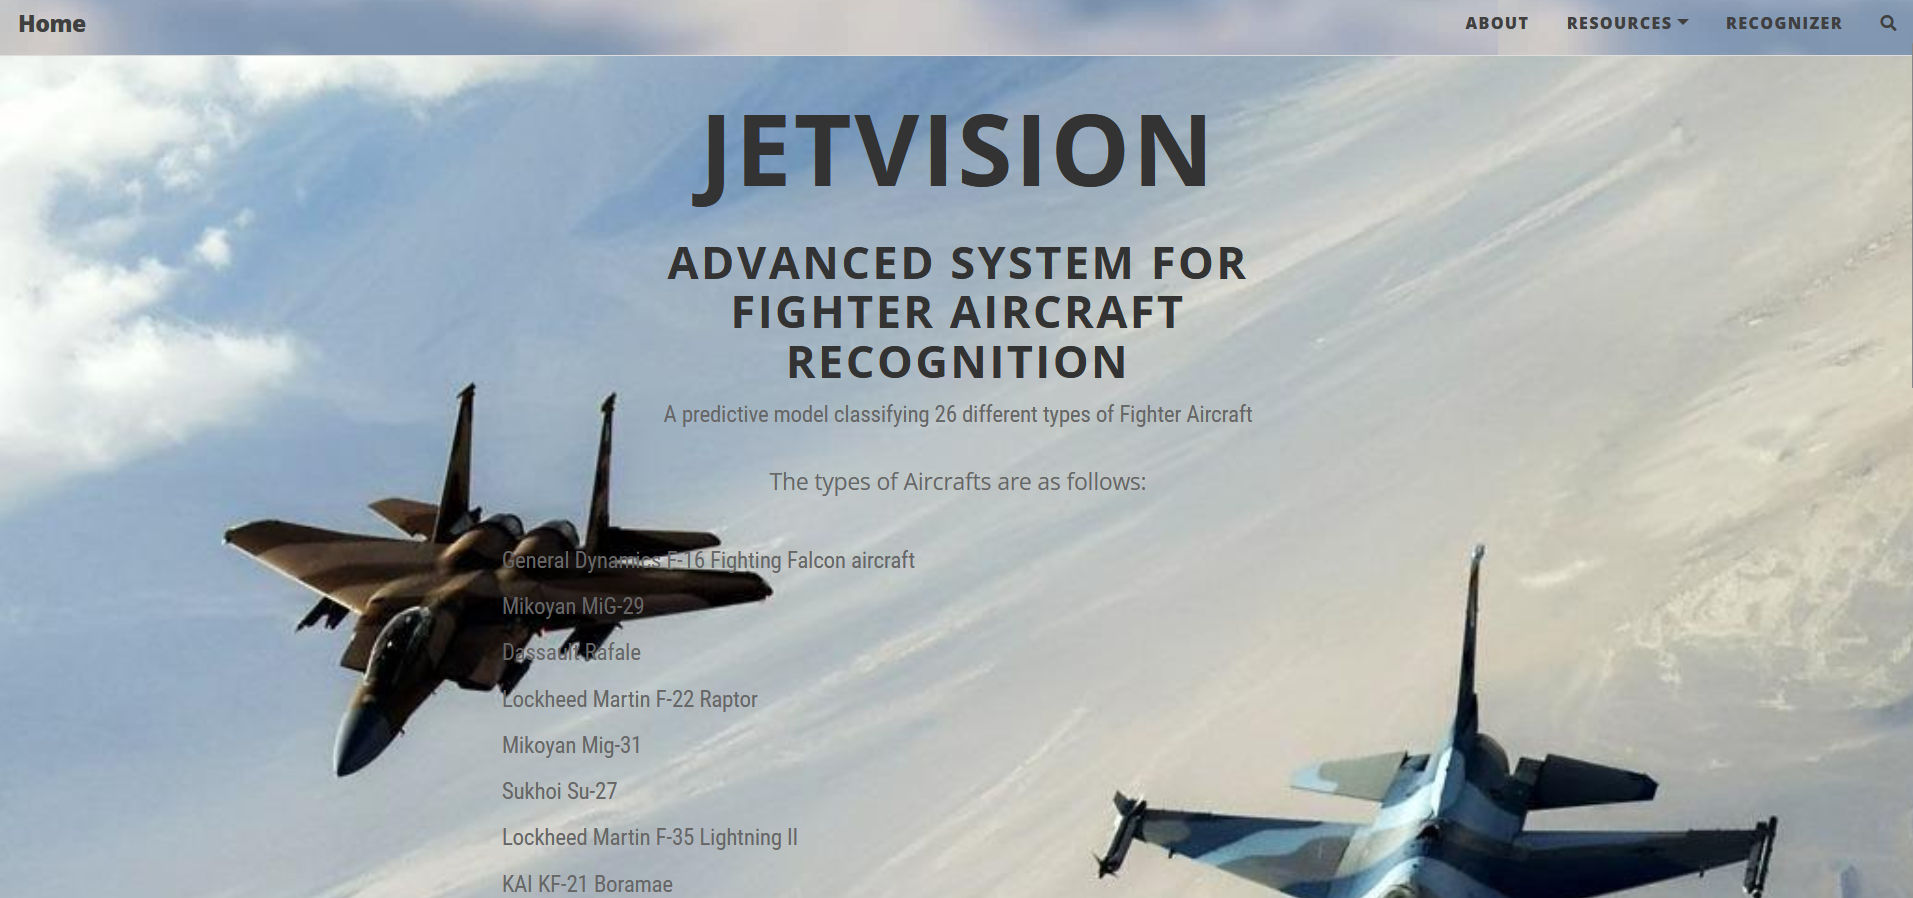 Home
ABOUT
RESOURCES
RECOGNIZER
JETVISION
ADVANCED SYSTEM FOR
FIGHTER AIRCRAFT
RECOGNITION
A predictive model classifying 26 different types of Fighter Aircraft
The types of Aircrafts are as follows:
General Dynamics F-16 Fighting Falcon aircraft
Mikoyan MiG-29
Dassault Rafale
Lockheed Martin F-22 Raptor
Mikoyan Mig-31
Sukhoi Su-27
Lockheed Martin F-35 Lightning II
KAI KF-21 Boramae